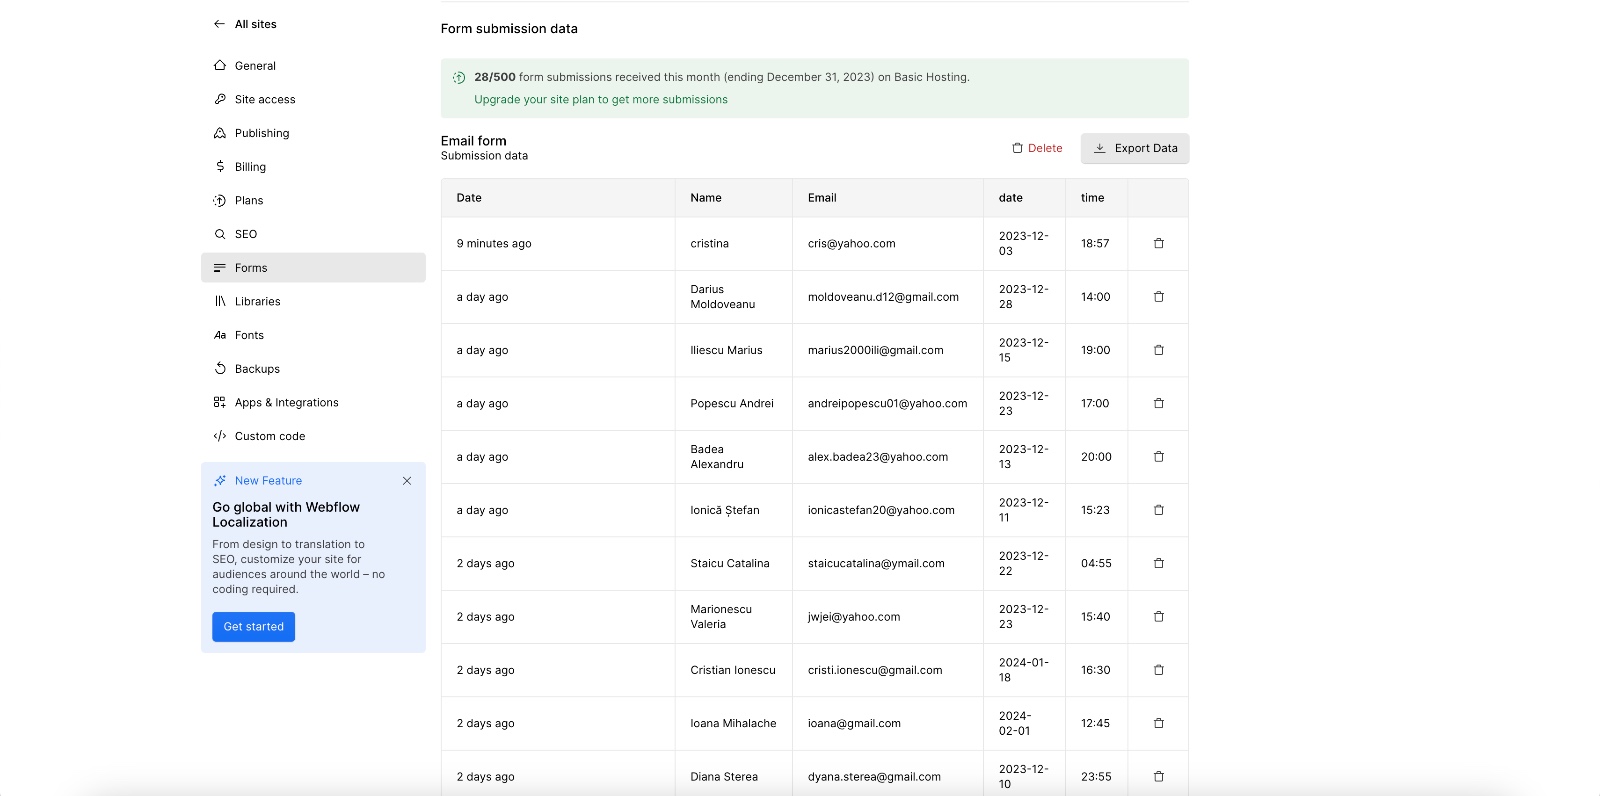 All sites
General
Site access
Publishing
Billing
Plans
SEO
Forms
Libraries
Aa Fonts
Backups
Apps & Integrations
Custom code
New Feature
Go global with Webflow
Localization
From design to translation to
SEO, customize your site for
audiences around the world – no
coding required.
Get started
Form submission data
28/500 form submissions received this month (ending December 31, 2023) on Basic Hosting.
Upgrade your site plan to get more submissions
Email form
Submission data
Delete
Export Data
Date Name Email date time
9 minutes ago cristina cris@yahoo.com 2023-12-
03 18:57
a day ago Darius
Moldoveanu moldoveanu.d12@gmail.com 2023-12-
28 14:00
a day ago Iliescu Marius marius2000ili@gmail.com 2023-12-
15 19:00
a day ago Popescu Andrei andreipopescu01@yahoo.com 2023-12-
23 17:00
a day ago Badea
Alexandru alex.badea23@yahoo.com 2023-12-
13 20:00
a day ago Ionică Ștefan ionicastefan20@yahoo.com 2023-12-
11 15:23
2 days ago Staicu Catalina staicucatalina@ymail.com 2023-12-
22 04:55
2 days ago Marionescu
Valeria jwjei@yahoo.com 2023-12-
23 15:40
2 days ago Cristian Ionescu cristi.ionescu@gmail.com 2024-01-
18 16:30
2 days ago Ioana Mihalache ioana@gmail.com 2024-
02-01 12:45
2 days ago Diana Sterea dyana.sterea@gmail.com 2023-12-
10 23:55